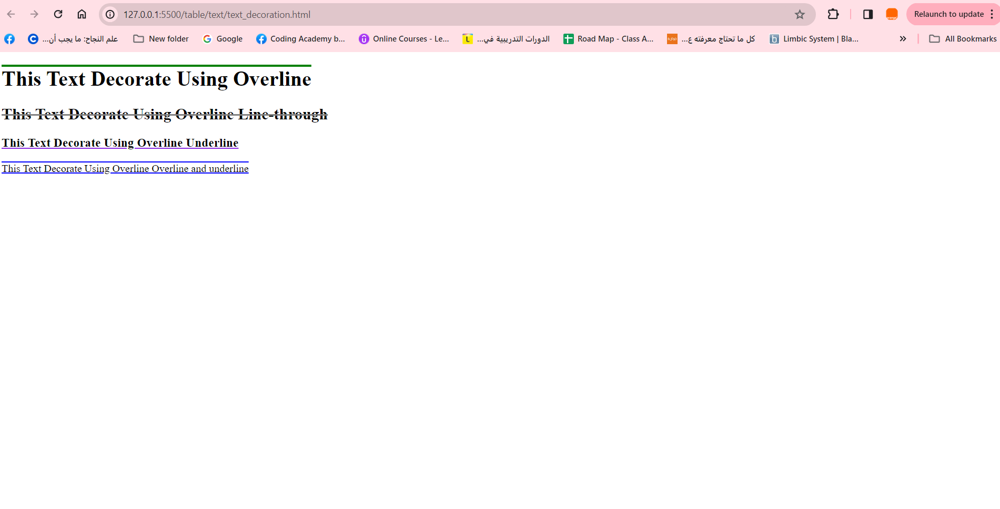 127.0.0.1:5500/table/text/text_decoration.html
Relaunch to update
علم النجاح: ما يجب أن...
New folder
Google
Coding Academy b...
Online Courses - Le...
الدورات التدريبية في...
Road Map - Class A...
كل ما تحتاج معرفته ع...
Limbic System | Bla...
All Bookmarks
This Text Decorate Using Overline
This Text Decorate Using Overline Line-through
This Text Decorate Using Overline Underline
This Text Decorate Using Overline Overline and underline